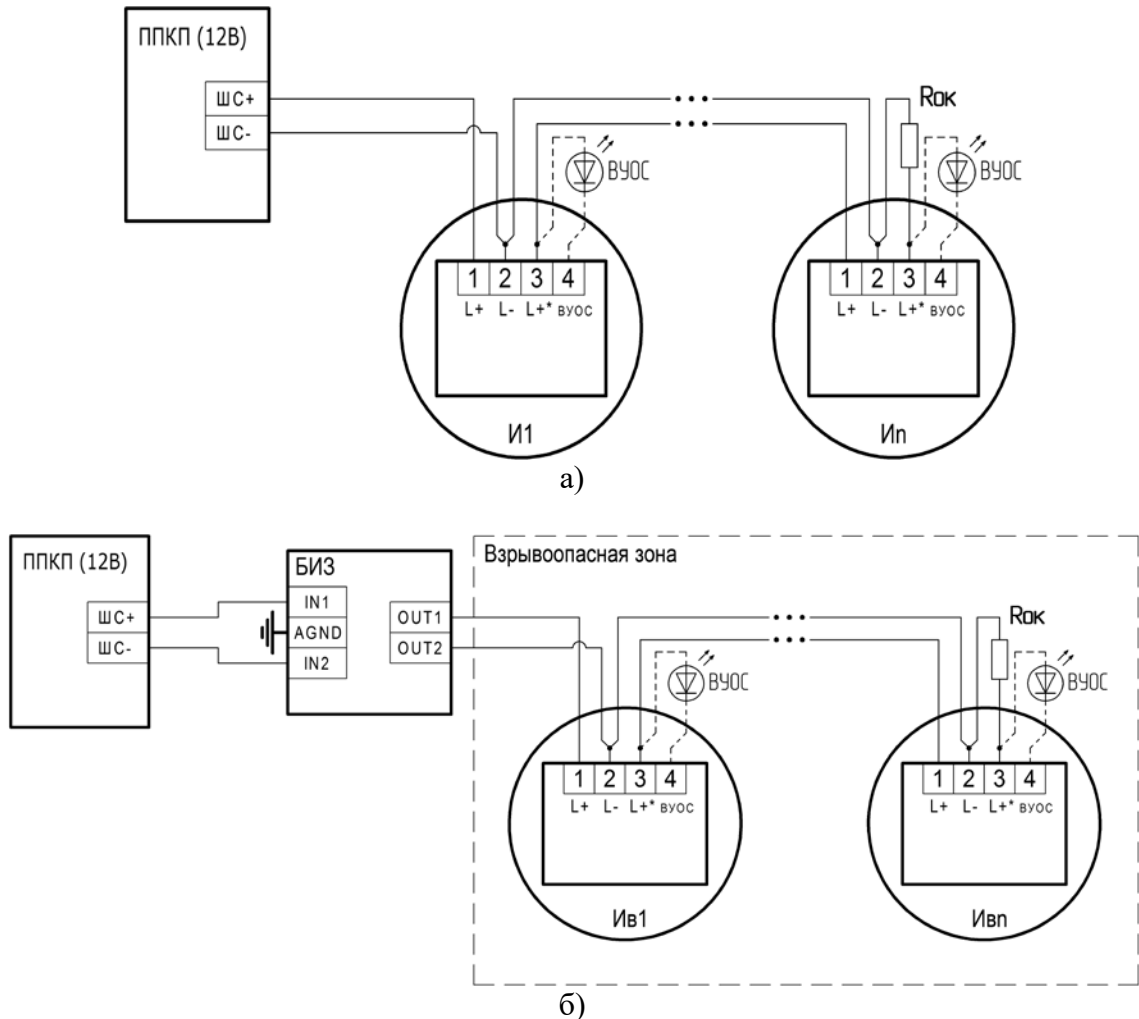 ППКП (12В)
ШС+
ШС-
Rок
ВУОС
ВУОС
1 2 3 4
L+ L- L+* ВУОС
И1
1 2 3 4
L+ L- L+* ВУОС
Ип
а)
ППКП (12В)
ШС+
ШС-
БИЗ
IN1
AGND
IN2
OUT1
OUT2
Взрывоопасная зона
Rок
ВУОС
ВУОС
1 2 3 4
L+ L- L+* ВУОС
Ив1
1 2 3 4
L+ L- L+* ВУОС
Ивп
б)